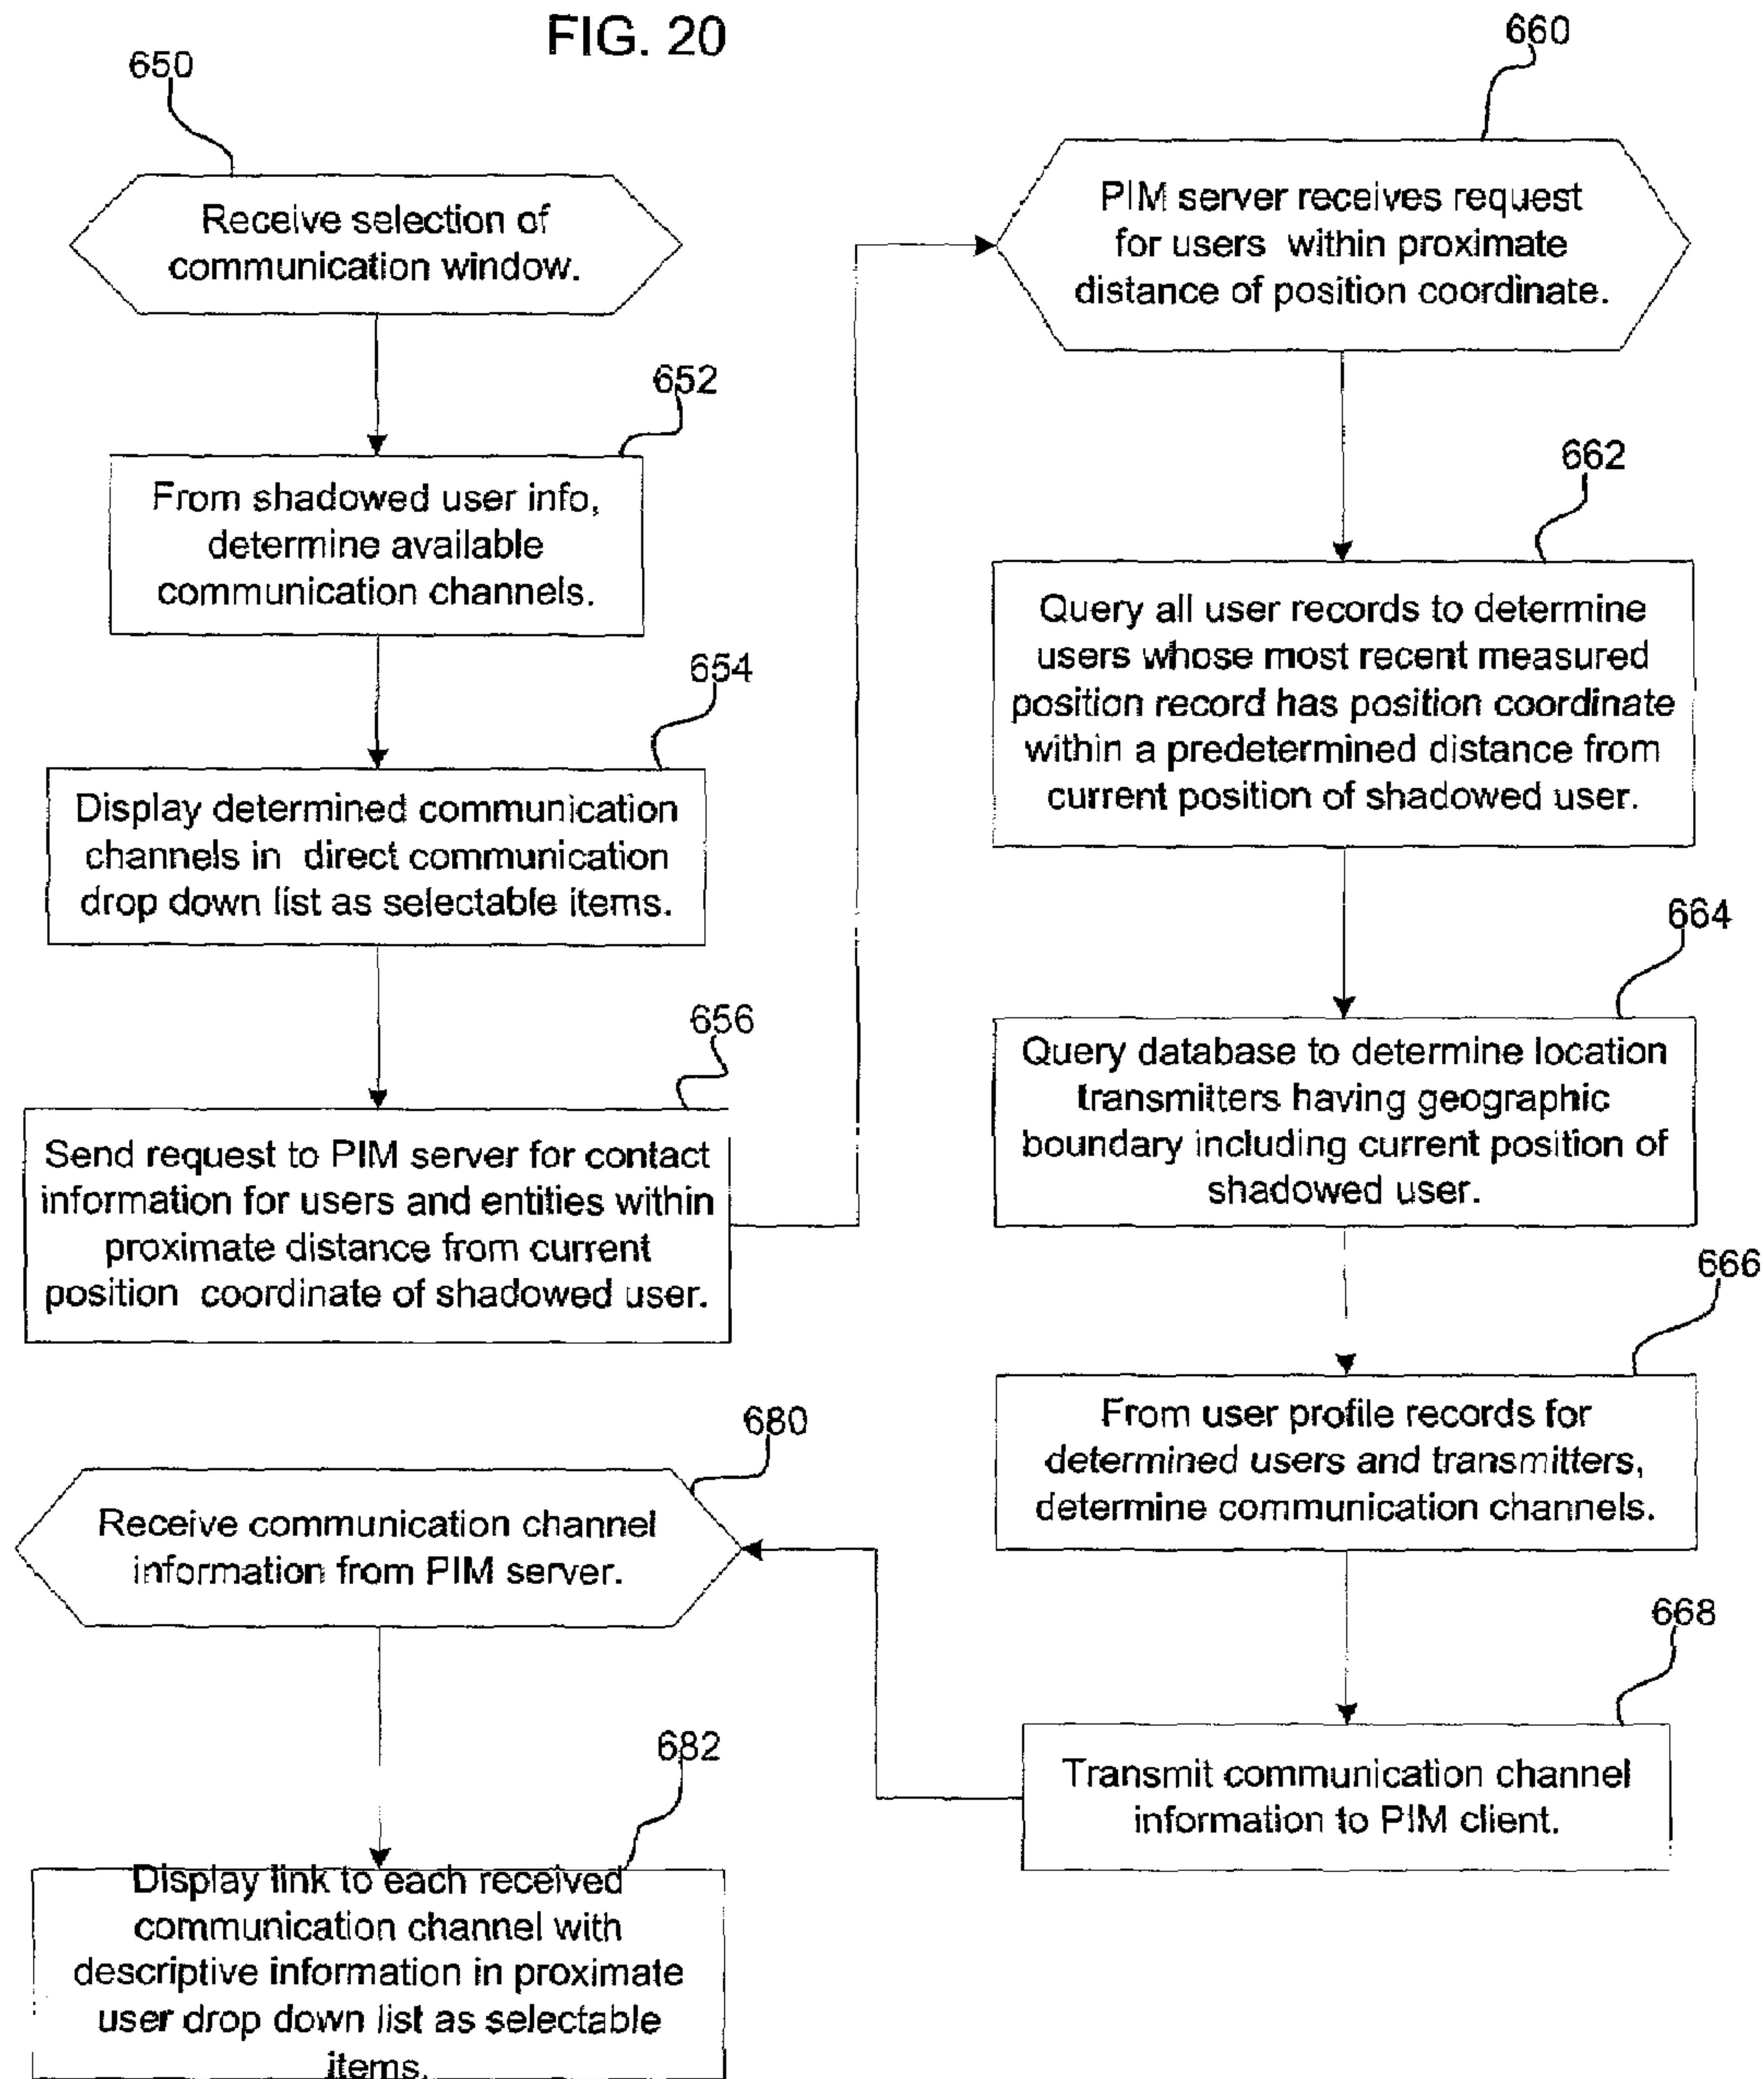 FIG. 20
650
Receive selection of
communication window.
652
From shadowed user info,
determine available
communication channels.
654
Display determined communication
channels in direct communication
drop down list as selectable items.
656
Send request to PIM server for contact
information for users and entities within
proximate distance from current
position coordinate of shadowed user.
660
PIM server receives request
for users within proximate
distance of position coordinate.
662
Query all user records to determine
users whose most recent measured
position record has position coordinate
within a predetermined distance from
current position of shadowed user.
664
Query database to determine location
transmitters having geographic
boundary including current position of
shadowed user.
666
From user profile records for
determined users and transmitters,
determine communication channels.
668
Transmit communication channel
information to PIM client.
680
Receive communication channel
information from PIM server.
682
Display link to each received
communication channel with
descriptive information in proximate
user drop down list as selectable
items.